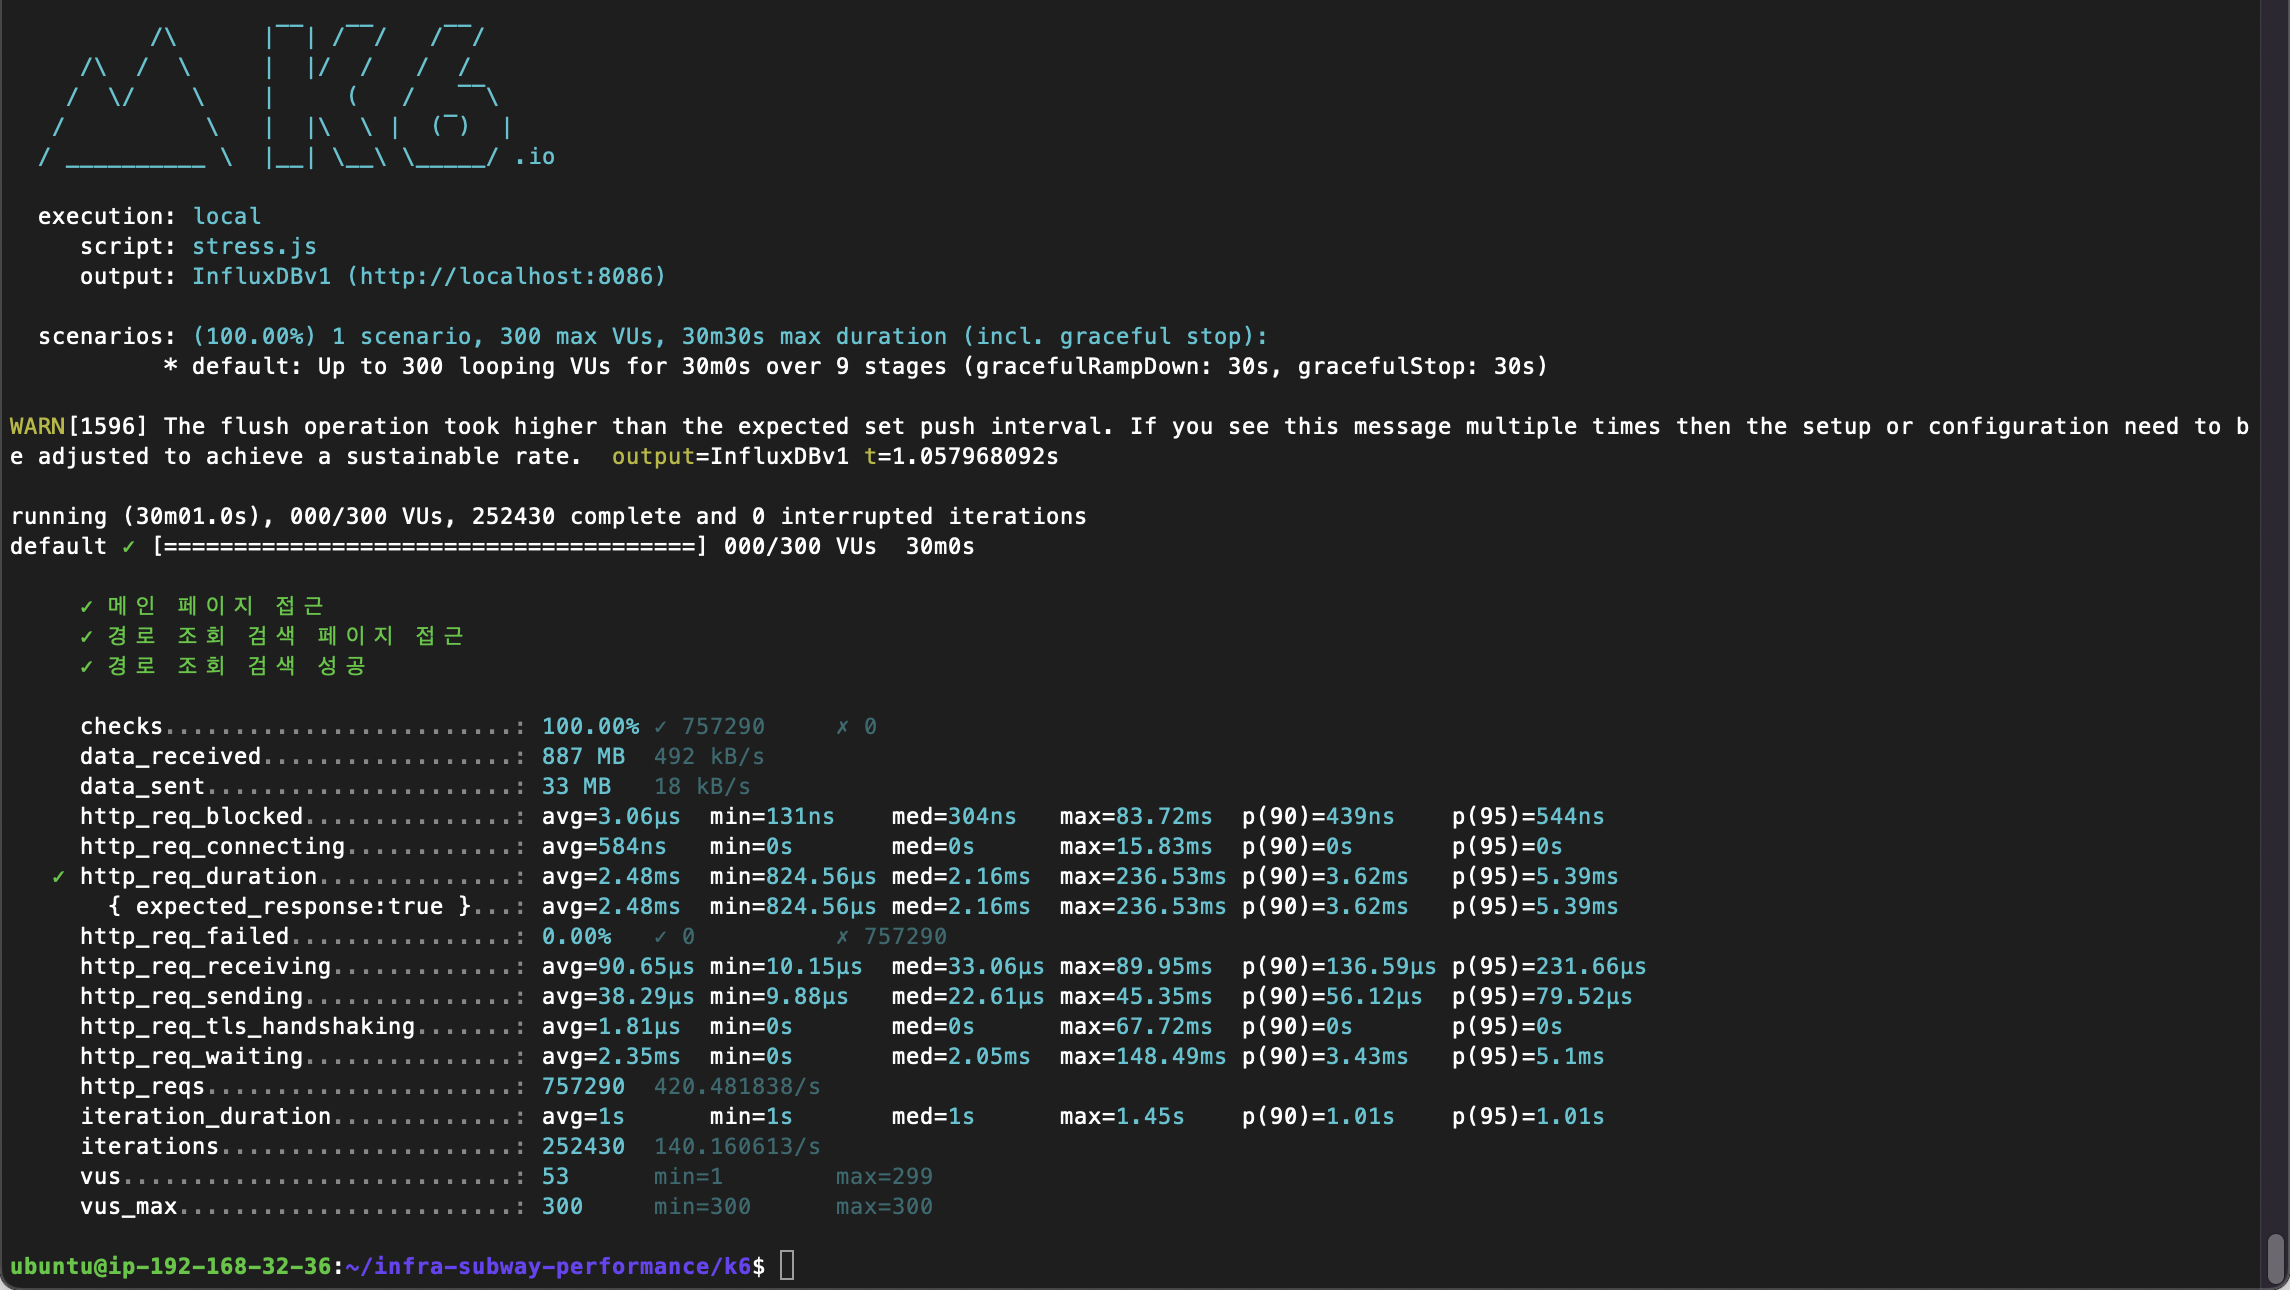 /\      |‾‾| /‾‾/   /‾‾/
     /\  /  \     |  |/  /   /  /
    /  \/    \    |     (   /   ‾‾\
   /          \   |  |\  \ |  (‾)  |
  / __________ \  |__| \__\ \_____/ .io
execution: local
script: stress.js
output: InfluxDBv1 (http://localhost:8086)
scenarios: (100.00%) 1 scenario, 300 max VUs, 30m30s max duration (incl. graceful stop):
* default: Up to 300 looping VUs for 30m0s over 9 stages (gracefulRampDown: 30s, gracefulStop: 30s)
WARN[1596] The flush operation took higher than the expected set push interval. If you see this message multiple times then the setup or configuration need to b
e adjusted to achieve a sustainable rate.  output=InfluxDBv1 t=1.057968092s
running (30m01.0s), 000/300 VUs, 252430 complete and 0 interrupted iterations
default ✓ [======================================] 000/300 VUs  30m0s
✓ 메인 페이지 접근
✓ 경로 조회 검색 페이지 접근
✓ 경로 조회 검색 성공
checks.........................: 100.00% ✓ 757290     ✗ 0
data_received..................: 887 MB  492 kB/s
data_sent......................: 33 MB   18 kB/s
http_req_blocked...............: avg=3.06µs  min=131ns    med=304ns   max=83.72ms  p(90)=439ns    p(95)=544ns
http_req_connecting............: avg=584ns   min=0s       med=0s      max=15.83ms  p(90)=0s       p(95)=0s
✓ http_req_duration..............: avg=2.48ms  min=824.56µs med=2.16ms  max=236.53ms p(90)=3.62ms   p(95)=5.39ms
{ expected_response:true }...: avg=2.48ms  min=824.56µs med=2.16ms  max=236.53ms p(90)=3.62ms   p(95)=5.39ms
http_req_failed................: 0.00%   ✓ 0          ✗ 757290
http_req_receiving.............: avg=90.65µs min=10.15µs  med=33.06µs max=89.95ms  p(90)=136.59µs p(95)=231.66µs
http_req_sending...............: avg=38.29µs min=9.88µs   med=22.61µs max=45.35ms  p(90)=56.12µs  p(95)=79.52µs
http_req_tls_handshaking.......: avg=1.81µs  min=0s       med=0s      max=67.72ms  p(90)=0s       p(95)=0s
http_req_waiting...............: avg=2.35ms  min=0s       med=2.05ms  max=148.49ms p(90)=3.43ms   p(95)=5.1ms
http_reqs......................: 757290  420.481838/s
iteration_duration.............: avg=1s      min=1s       med=1s      max=1.45s    p(90)=1.01s    p(95)=1.01s
iterations.....................: 252430  140.160613/s
vus............................: 53      min=1        max=299
vus_max........................: 300     min=300      max=300
ubuntu@ip-192-168-32-36:~/infra-subway-performance/k6$